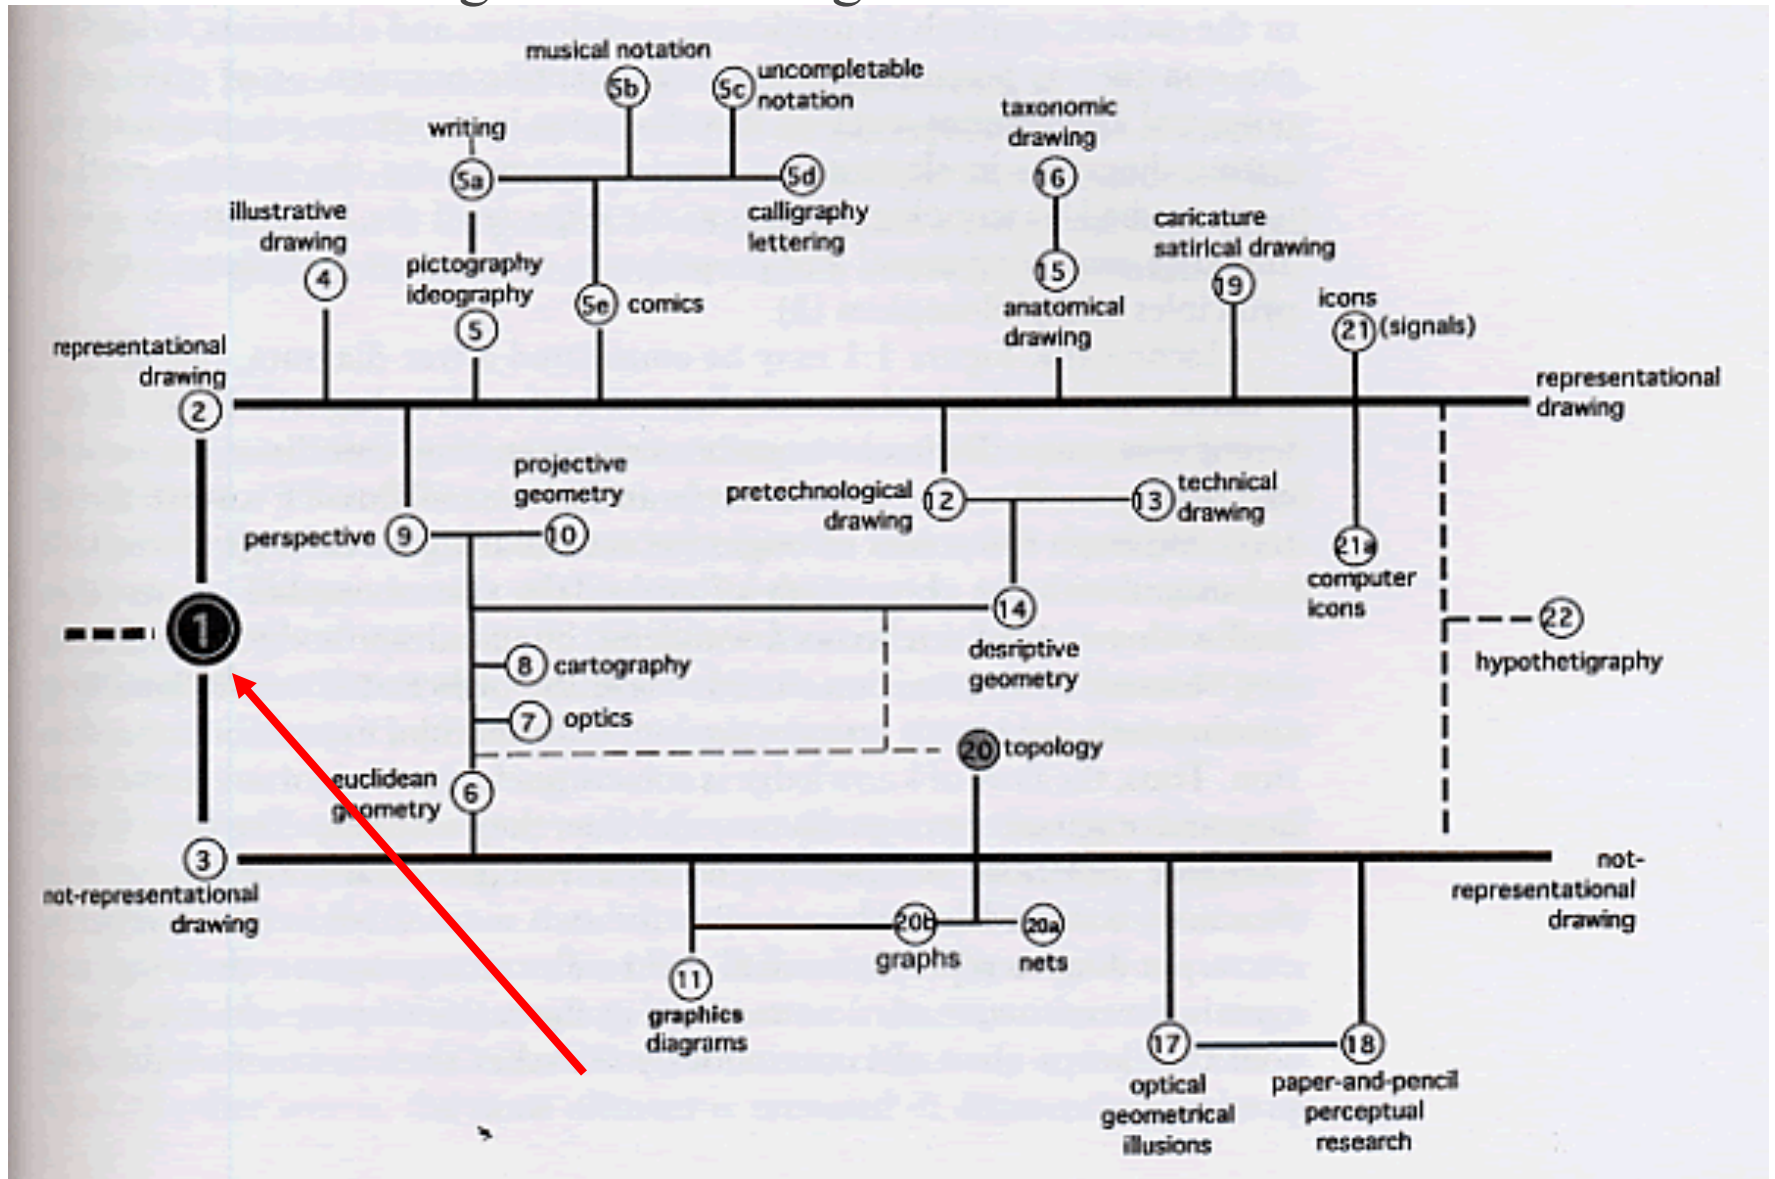 musical notation
5b
5c
uncompletable
notation
writing
5a
5d
calligraphy
lettering
taxonomic
drawing
16
illustrative
drawing
4
pictography
ideography
5
5e
comics
15
anatomical
drawing
caricature
satirical drawing
19
icons
21
(signals)
representational
drawing
2
representational
drawing
projective
geometry
perspective
9
10
pretechnological
drawing
12
13
technical
drawing
21a
computer
icons
1
14
desriptive
geometry
22
hypothetigraphy
8
cartography
7
optics
20
topology
euclidean
geometry
6
3
not-representational
drawing
not-
representational
drawing
20b
graphs
20a
nets
11
graphics
diagrams
17
optical
geometrical
illusions
18
paper-and-pencil
perceptual
research